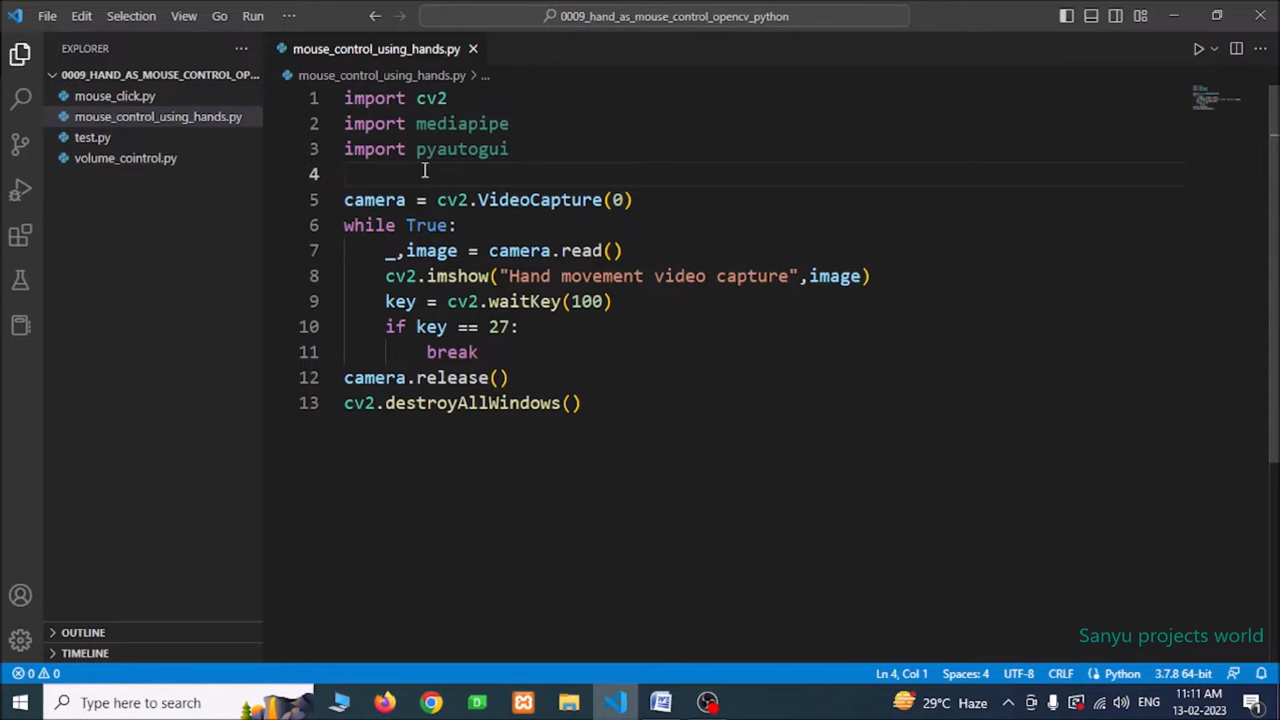 File Edit Selection View Go Run ··· 0009_hand_as_mouse_control_opencv_python
EXPLORER ···
mouse_control_using_hands.py
0009_HAND_AS_MOUSE_CONTROL_OP...
mouse_click.py
mouse_control_using_hands.py
test.py
volume_cointrol.py
mouse_control_using_hands.py > ...
1 import cv2
2 import mediapipe
3 import pyautogui
4
5 camera = cv2.VideoCapture(0)
6 while True:
7 _,image = camera.read()
8 cv2.imshow("Hand movement video capture",image)
9 key = cv2.waitKey(100)
10 if key == 27:
11 break
12 camera.release()
13 cv2.destroyAllWindows()
OUTLINE
TIMELINE
Sanyu projects world
0 0 Ln 4, Col 1 Spaces: 4 UTF-8 CRLF Python 3.7.8 64-bit
Type here to search 29°C Haze ENG 11:11 AM
13-02-2023
1